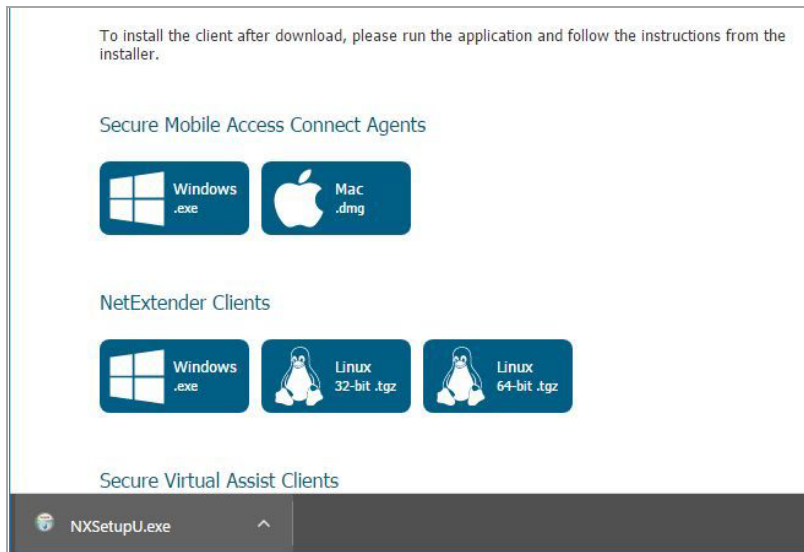 To install the client after download, please run the application and follow the instructions from the
installer.
Secure Mobile Access Connect Agents
Windows
.exe
Mac
.dmg
NetExtender Clients
Windows
.exe
Linux
32-bit .tgz
Linux
64-bit .tgz
Secure Virtual Assist Clients
NXSetupU.exe